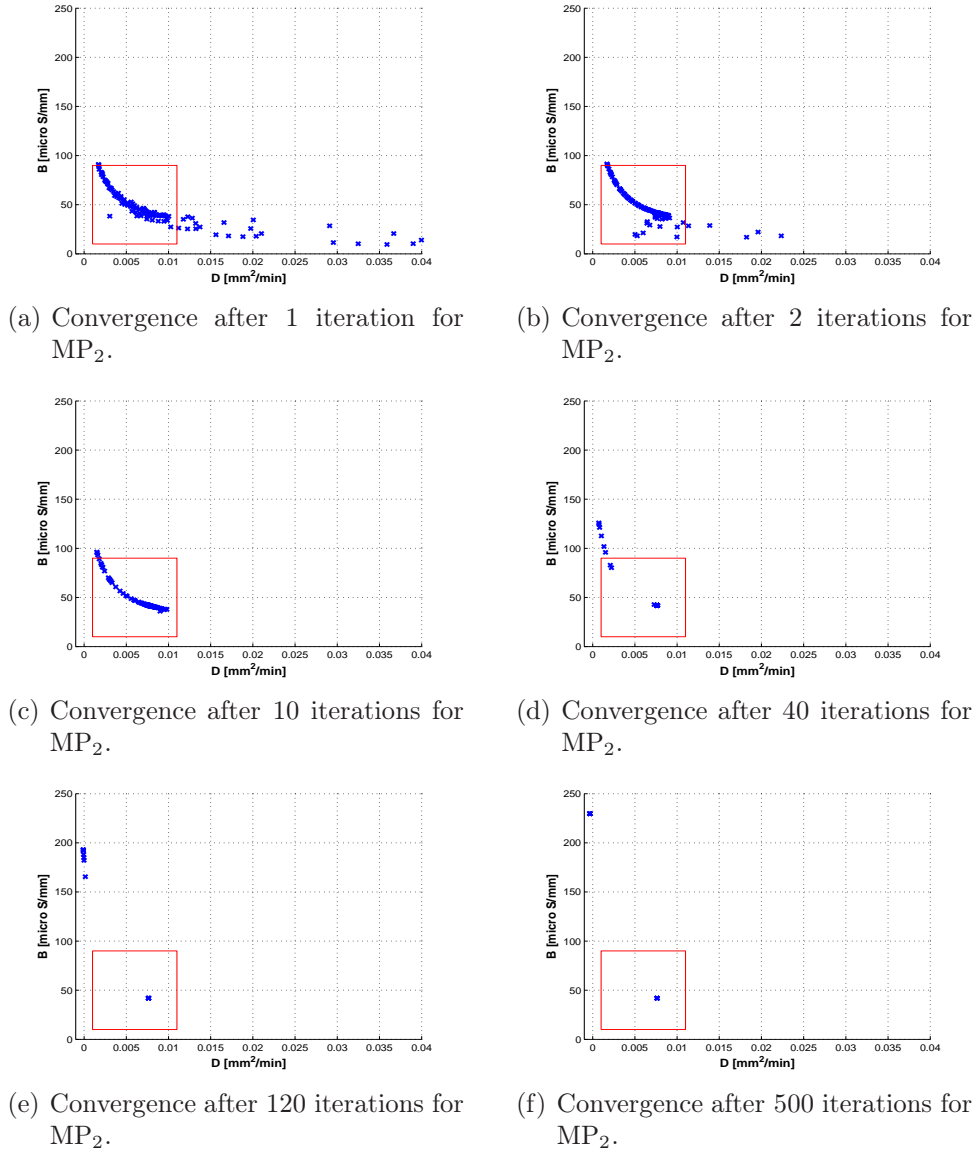 250
200
150
100
50
0
B [micro S/mm]
0 0.005 0.01 0.015 0.02 0.025 0.03 0.035 0.04
D [mm²/min]
(a) Convergence after 1 iteration for
MP₂.
250
200
150
100
50
0
B [micro S/mm]
0 0.005 0.01 0.015 0.02 0.025 0.03 0.035 0.04
D [mm²/min]
(b) Convergence after 2 iterations for
MP₂.
250
200
150
100
50
0
B [micro S/mm]
0 0.005 0.01 0.015 0.02 0.025 0.03 0.035 0.04
D [mm²/min]
(c) Convergence after 10 iterations for
MP₂.
250
200
150
100
50
0
B [micro S/mm]
0 0.005 0.01 0.015 0.02 0.025 0.03 0.035 0.04
D [mm²/min]
(d) Convergence after 40 iterations for
MP₂.
250
200
150
100
50
0
B [micro S/mm]
0 0.005 0.01 0.015 0.02 0.025 0.03 0.035 0.04
D [mm²/min]
(e) Convergence after 120 iterations for
MP₂.
250
200
150
100
50
0
B [micro S/mm]
0 0.005 0.01 0.015 0.02 0.025 0.03 0.035 0.04
D [mm²/min]
(f) Convergence after 500 iterations for
MP₂.